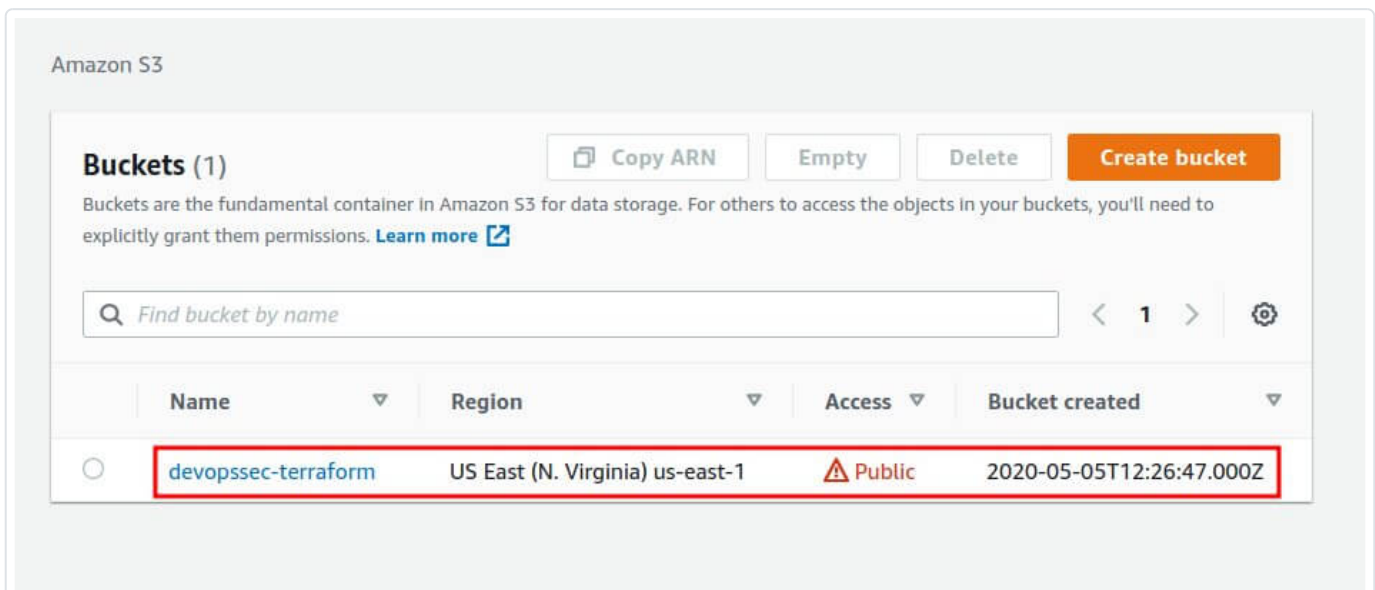 Amazon S3
Buckets (1)
Copy ARN
Empty
Delete
Create bucket
Buckets are the fundamental container in Amazon S3 for data storage. For others to access the objects in your buckets, you'll need to
explicitly grant them permissions. Learn more
Find bucket by name
1
Name Region Access Bucket created
devopssec-terraform US East (N. Virginia) us-east-1 Public 2020-05-05T12:26:47.000Z